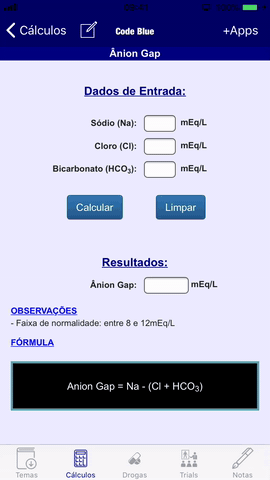 Cálculos Code Blue +Apps
Ânion Gap
Dados de Entrada:
Sódio (Na): mEq/L
Cloro (Cl): mEq/L
Bicarbonato (HCO₃): mEq/L
Calcular Limpar
Resultados:
Ânion Gap: mEq/L
OBSERVAÇÕES
- Faixa de normalidade: entre 8 e 12mEq/L
FÓRMULA
Anion Gap = Na - (Cl + HCO₃)
Temas Cálculos Drogas Trials Notas